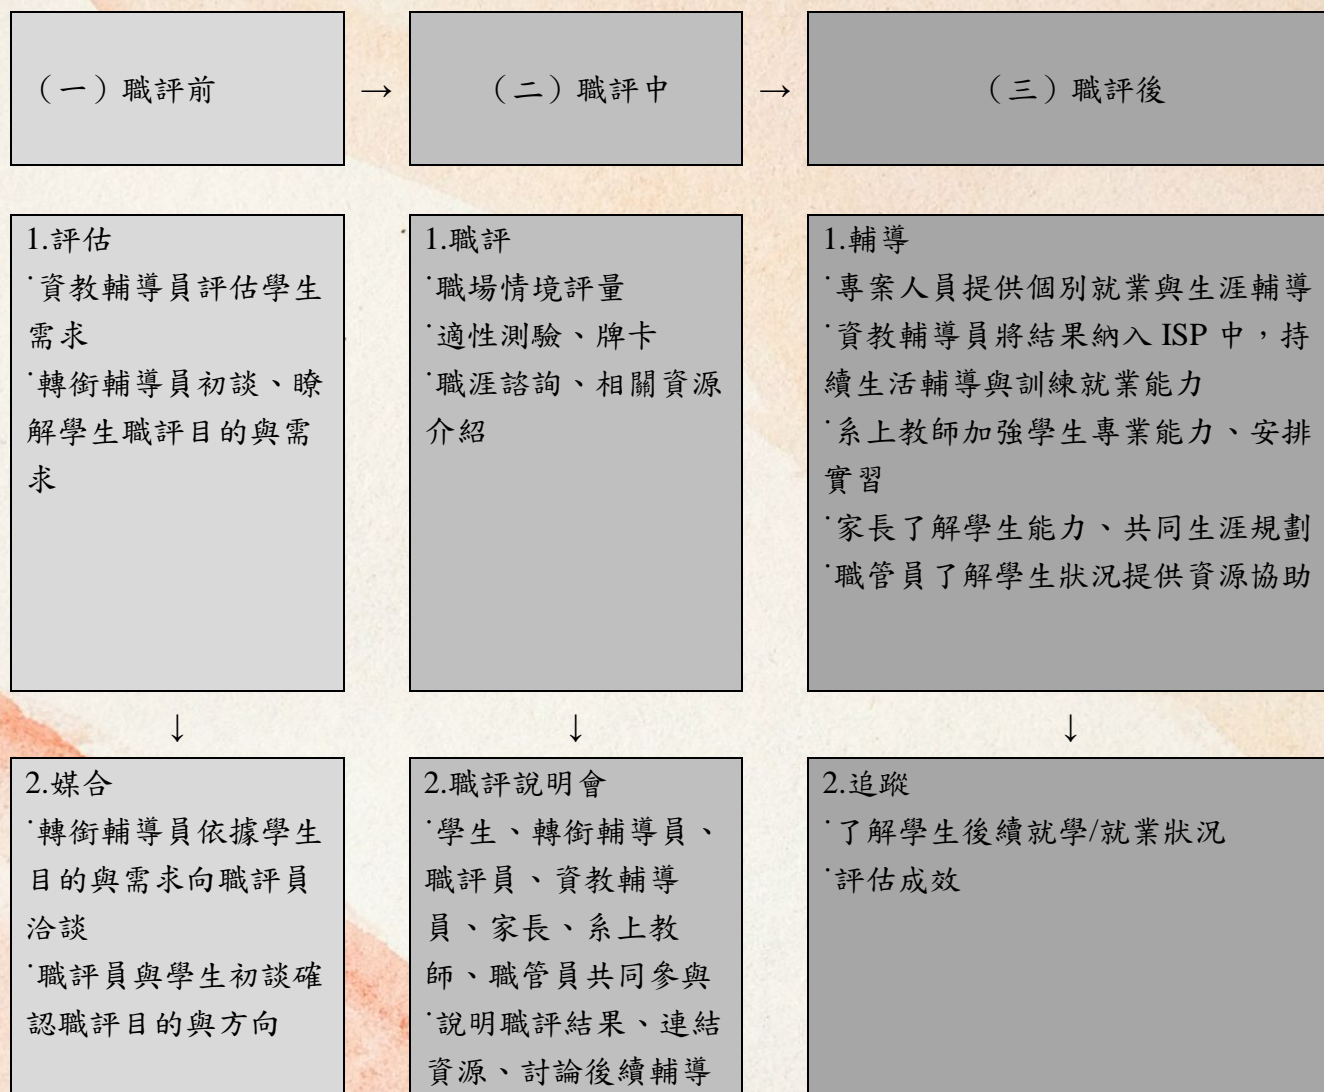 （一）職評前
→
（二）職評中
→
（三）職評後
1.評估
˙資教輔導員評估學生
需求
˙轉銜輔導員初談、瞭
解學生職評目的與需
求
↓
2.媒合
˙轉銜輔導員依據學生
目的與需求向職評員
洽談
˙職評員與學生初談確
認職評目的與方向
1.職評
˙職場情境評量
˙適性測驗、牌卡
˙職涯諮詢、相關資源
介紹
↓
2.職評說明會
˙學生、轉銜輔導員、
職評員、資教輔導
員、家長、系上教
師、職管員共同參與
˙說明職評結果、連結
資源、討論後續輔導
1.輔導
˙專案人員提供個別就業與生涯輔導
˙資教輔導員將結果納入 ISP 中，持
續生活輔導與訓練就業能力
˙系上教師加強學生專業能力、安排
實習
˙家長了解學生能力、共同生涯規劃
˙職管員了解學生狀況提供資源協助
↓
2.追蹤
˙了解學生後續就學/就業狀況
˙評估成效